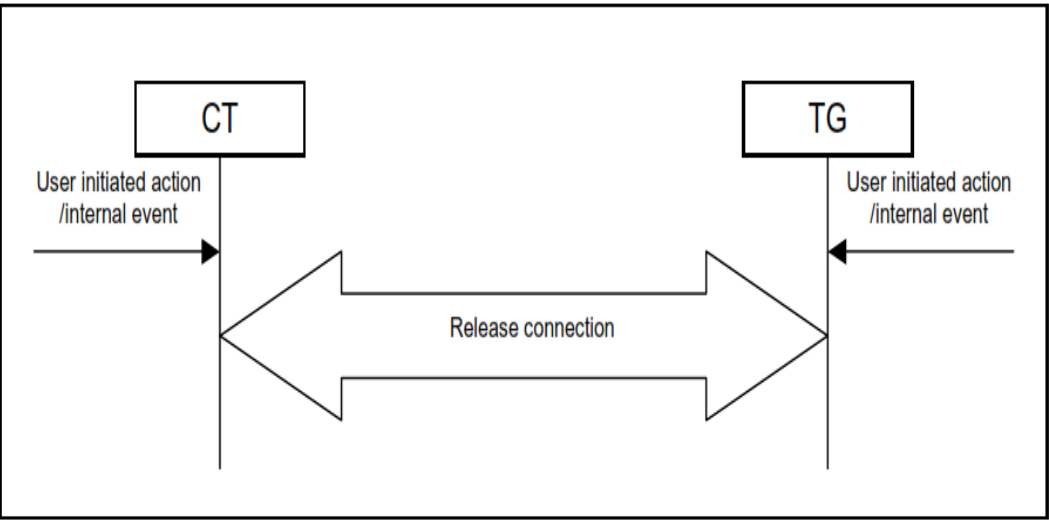 CT
TG
User initiated action
/internal event
User initiated action
/internal event
Release connection